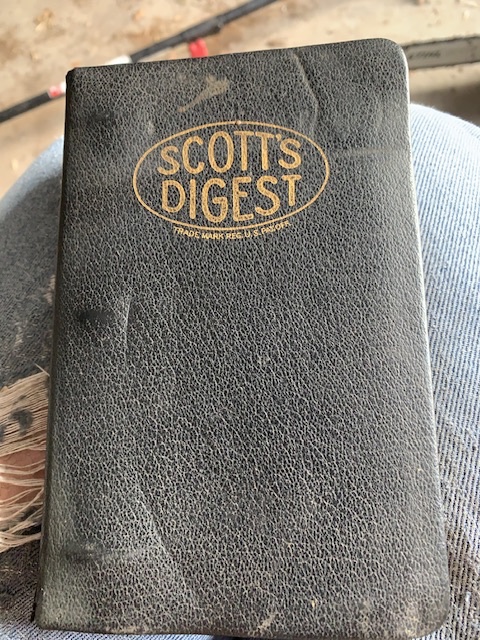 SCOTT'S
DIGEST
TRADE MARK REG. U.S. PAT. OFF.